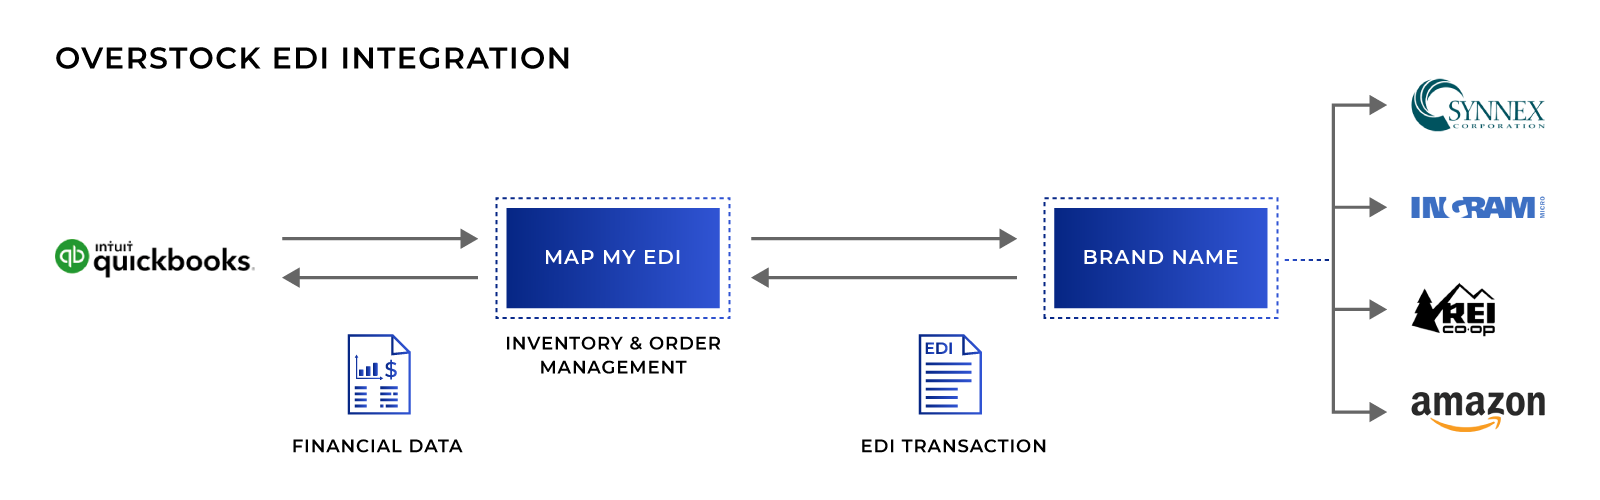 OVERSTOCK EDI INTEGRATION
SYNNEX
CORPORATION
INGRAM
MICRO
qb
intuit
quickbooks.
MAP MY EDI
BRAND NAME
REI
co·op
INVENTORY & ORDER
MANAGEMENT
$
EDI
amazon
FINANCIAL DATA
EDI TRANSACTION